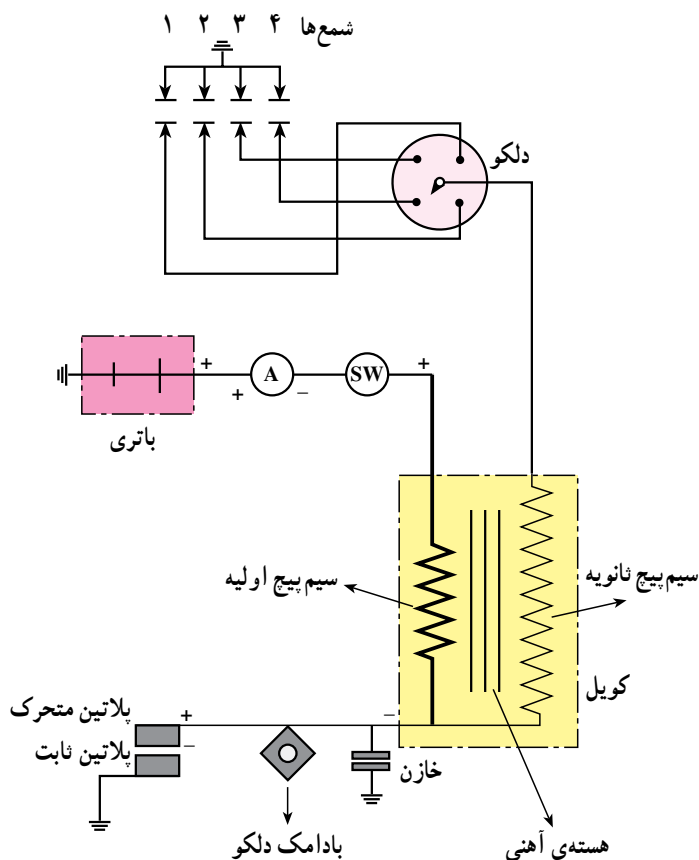 شمع‌ها ۴ ۳ ۲ ۱
دلکو
+ A − SW +
+
باتری
سیم‌پیچ اولیه
سیم‌پیچ ثانویه
کویل
− +
پلاتین متحرک
−
پلاتین ثابت
خازن
بادامک دلکو
هسته‌ی آهنی